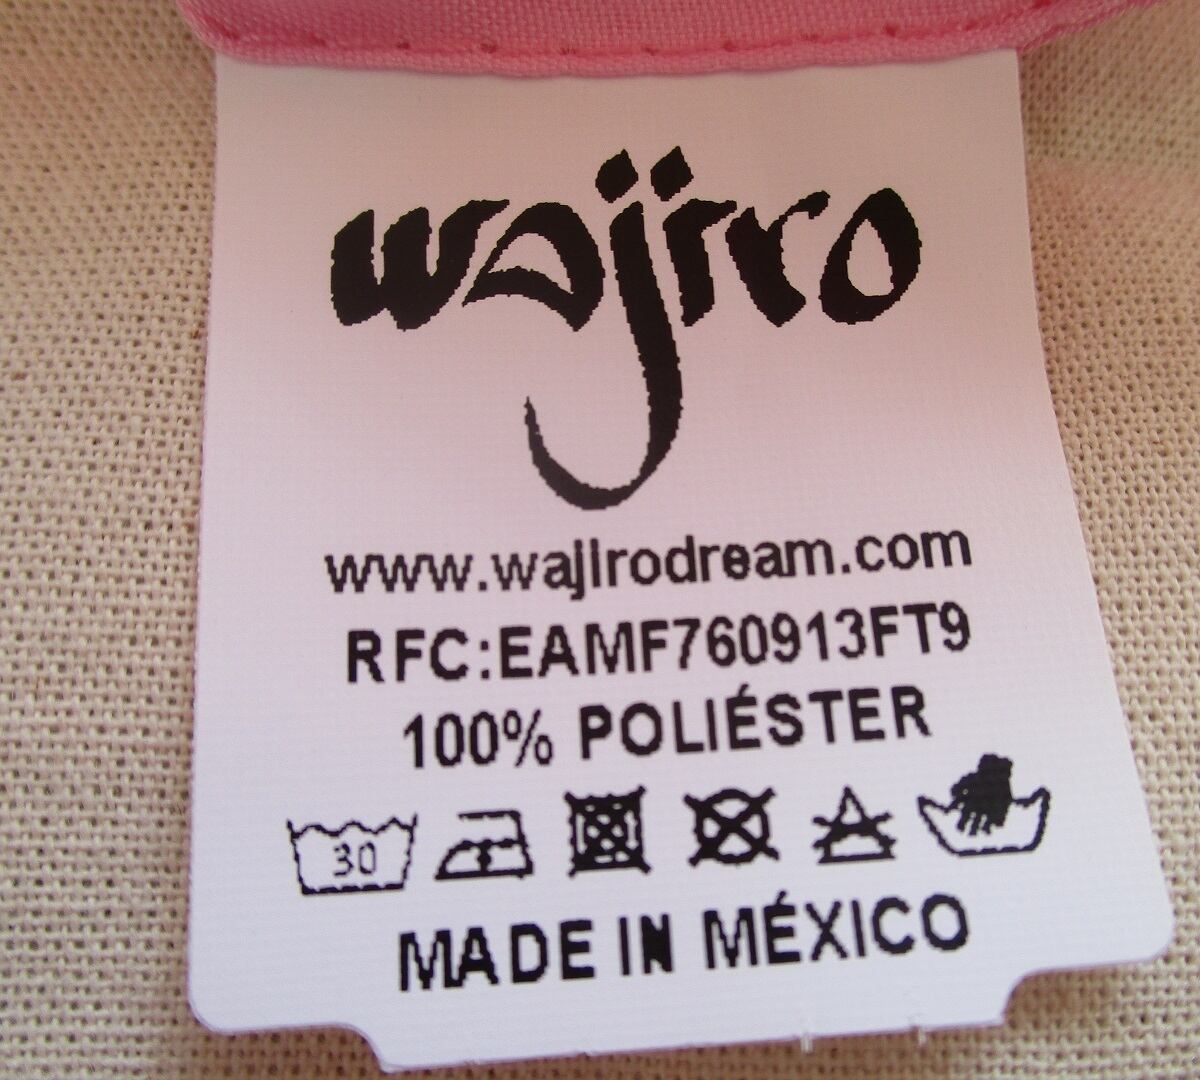 wajiro
www.wajirodream.com
RFC:EAMF760913FT9
100% POLIÉSTER
30
MADE IN MÉXICO